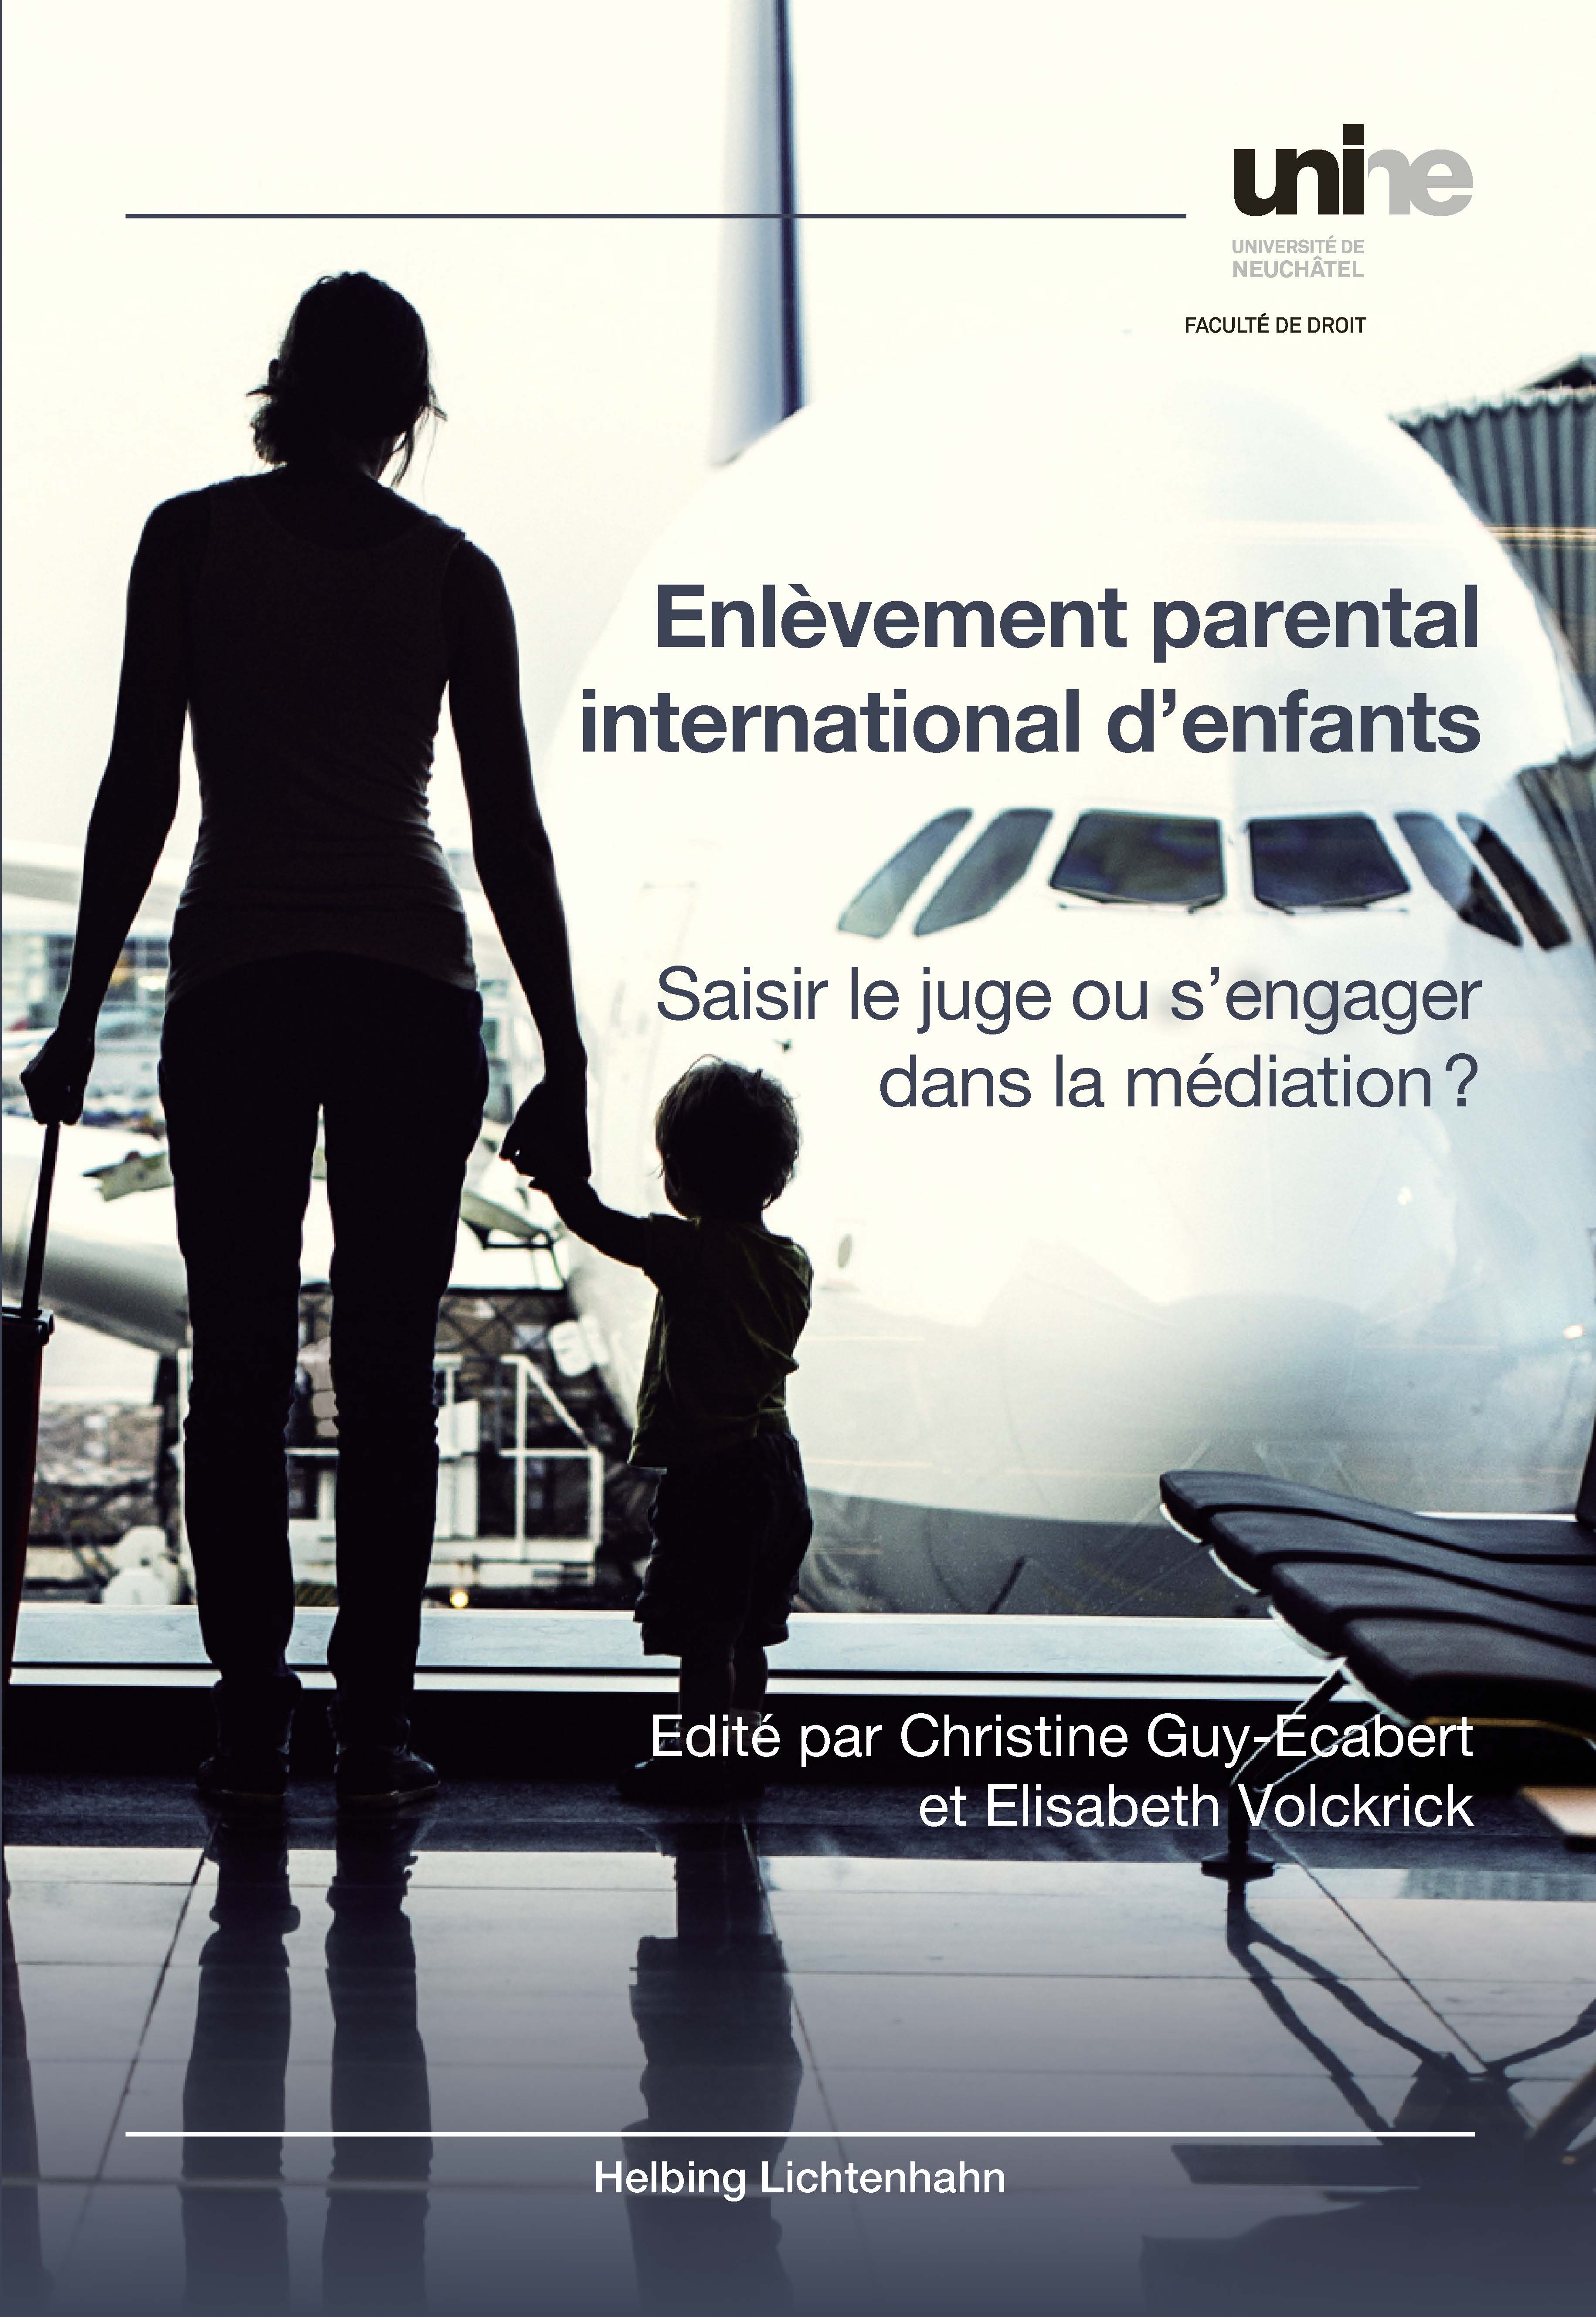 unine
UNIVERSITÉ DE
NEUCHÂTEL
FACULTÉ DE DROIT
Enlèvement parental
international d’enfants
Saisir le juge ou s’engager
dans la médiation ?
Edité par Christine Guy-Ecabert
et Elisabeth Volckrick
Helbing Lichtenhahn